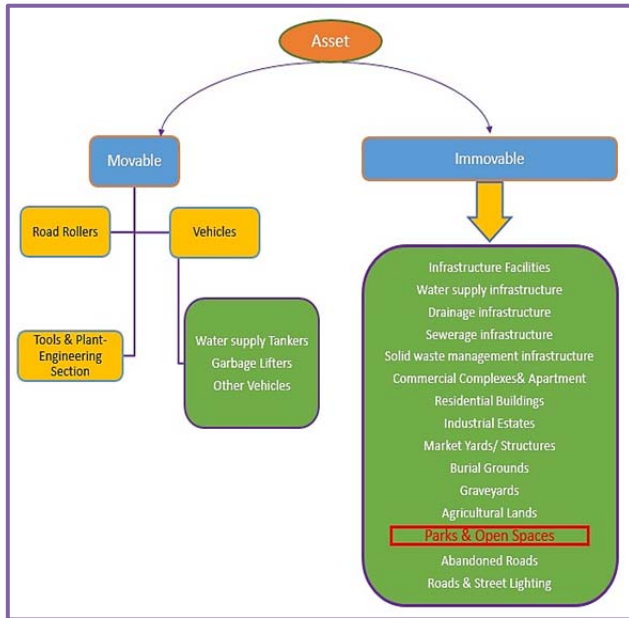 Asset
Movable
Immovable
Road Rollers
Vehicles
Tools & Plant-
Engineering
Section
Water supply Tankers
Garbage Lifters
Other Vehicles
Infrastructure Facilities
Water supply infrastructure
Drainage infrastructure
Sewerage infrastructure
Solid waste management infrastructure
Commercial Complexes& Apartment
Residential Buildings
Industrial Estates
Market Yards/ Structures
Burial Grounds
Graveyards
Agricultural Lands
Parks & Open Spaces
Abandoned Roads
Roads & Street Lighting